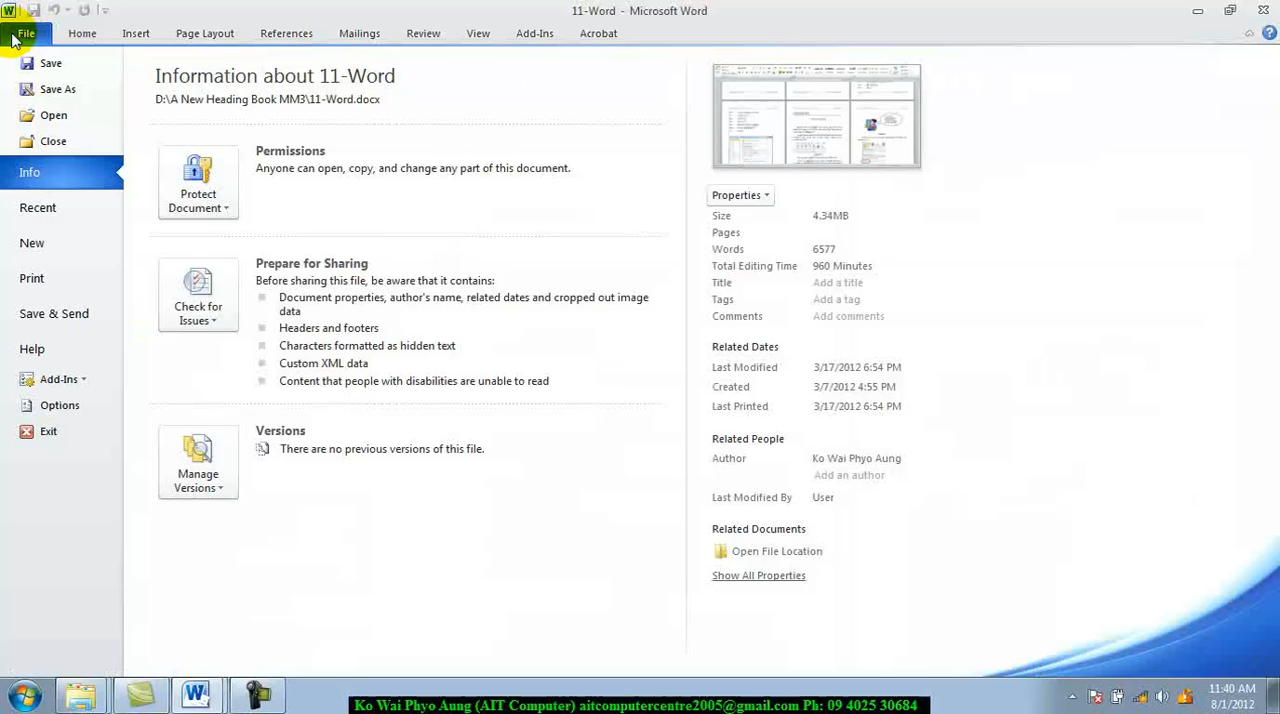 11-Word - Microsoft Word
File Home Insert Page Layout References Mailings Review View Add-Ins Acrobat
Save
Save As
Open
Close
Info
Recent
New
Print
Save & Send
Help
Add-Ins
Options
Exit
Information about 11-Word
D:\A New Heading Book MM3\11-Word.docx
Protect
Document
Permissions
Anyone can open, copy, and change any part of this document.
Check for
Issues
Prepare for Sharing
Before sharing this file, be aware that it contains:
Document properties, author's name, related dates and cropped out image
data
Headers and footers
Characters formatted as hidden text
Custom XML data
Content that people with disabilities are unable to read
Manage
Versions
Versions
There are no previous versions of this file.
Properties
Size 4.34MB
Pages
Words 6577
Total Editing Time 960 Minutes
Title Add a title
Tags Add a tag
Comments Add comments
Related Dates
Last Modified 3/17/2012 6:54 PM
Created 3/7/2012 4:55 PM
Last Printed 3/17/2012 6:54 PM
Related People
Author Ko Wai Phyo Aung
Add an author
Last Modified By User
Related Documents
Open File Location
Show All Properties
Ko Wai Phyo Aung (AIT Computer) aitcomputercentre2005@gmail.com Ph: 09 4025 30684
11:40 AM
8/1/2012